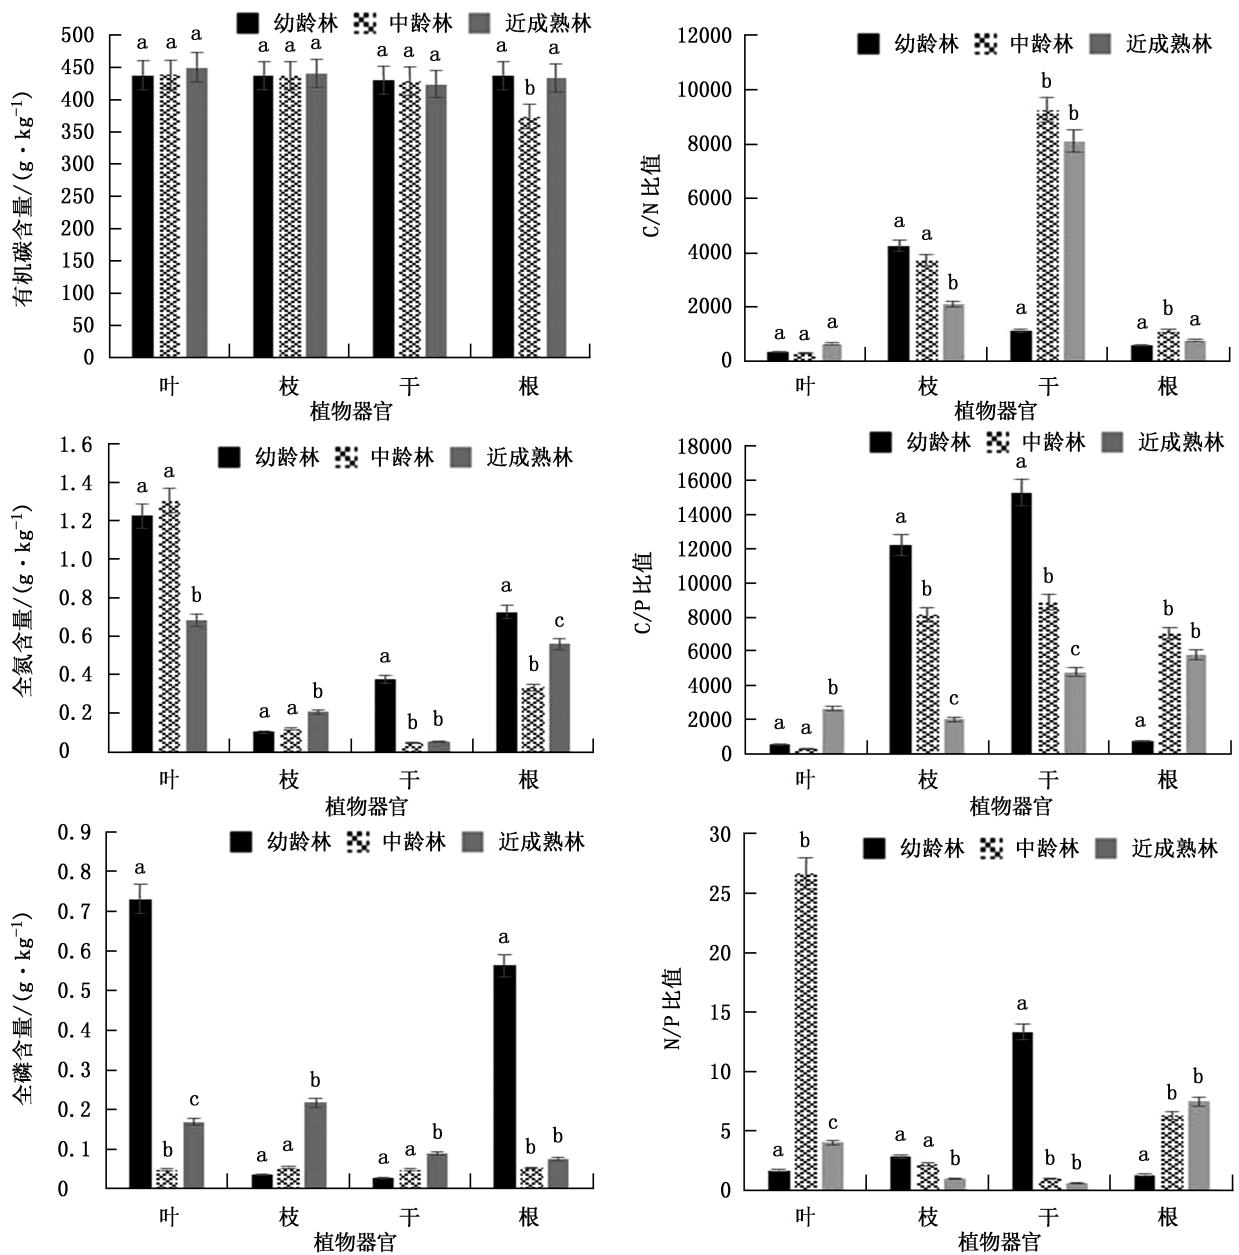 幼龄林 中龄林 近成熟林
500
450
400
350
300
250
200
150
100
50
0
有机碳含量/(g·kg⁻¹)
a a a a a a a a a a b a
叶 枝 干 根
植物器官
幼龄林 中龄林 近成熟林
12000
10000
8000
6000
4000
2000
0
C/N 比值
a a a a a b a b b a b a
叶 枝 干 根
植物器官
幼龄林 中龄林 近成熟林
1.6
1.4
1.2
1.0
0.8
0.6
0.4
0.2
0
全氮含量/(g·kg⁻¹)
a a b a a b a b b a b c
叶 枝 干 根
植物器官
幼龄林 中龄林 近成熟林
18000
16000
14000
12000
10000
8000
6000
4000
2000
0
C/P 比值
a a b a b c a b c a b b
叶 枝 干 根
植物器官
幼龄林 中龄林 近成熟林
0.9
0.8
0.7
0.6
0.5
0.4
0.3
0.2
0.1
0
全磷含量/(g·kg⁻¹)
a b c a a b a a b a b b
叶 枝 干 根
植物器官
幼龄林 中龄林 近成熟林
30
25
20
15
10
5
0
N/P 比值
a b c a a b a b b a b b
叶 枝 干 根
植物器官